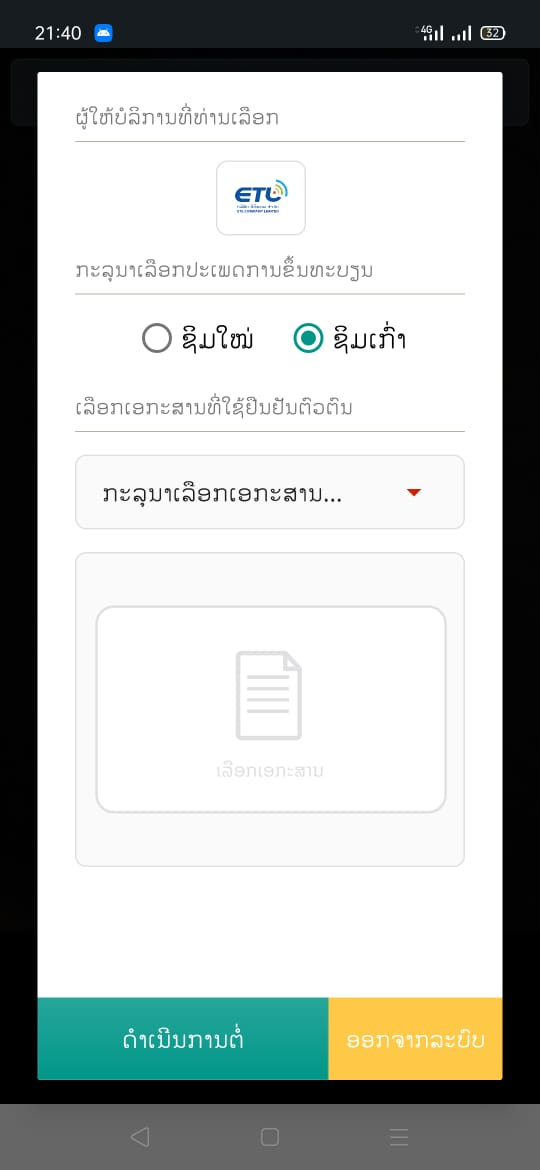 21:40
4G
32
ຜູ້ໃຫ້ບໍລິການທີ່ທ່ານເລືອກ
ETL
ETL COMPANY LIMITED
ກະລຸນາເລືອກປະເພດການຂຶ້ນທະບຽນ
ຊິມໃໝ່ ຊິມເກົ່າ
ເລືອກເອກະສານທີ່ໃຊ້ຢືນຢັນຕົວຕົນ
ກະລຸນາເລືອກເອກະສານ...
ເລືອກເອກະສານ
ດຳເນີນການຕໍ່ ອອກຈາກລະບົບ